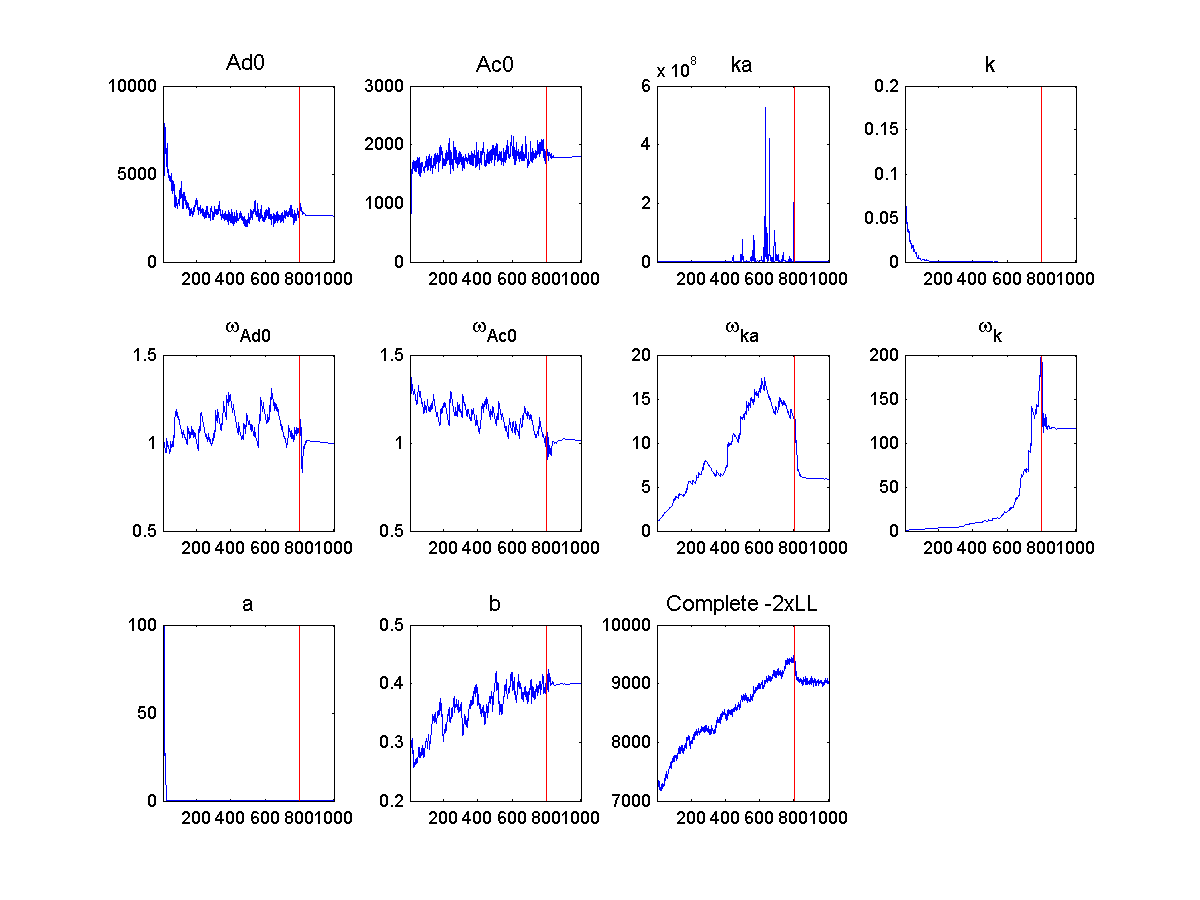 Ad0 Ac0 ka k
10000 3000 x 10⁸ 6 0.2
5000 2000 4 0.15
1000 2 0.1
0 0 0 0.05
0
200 400 600 8001000 200 400 600 8001000 200 400 600 8001000 200 400 600 8001000
ωAd0 ωAc0 ωka ωk
1.5 1.5 20 200
1 1 15 150
10 100
5 50
0.5 0.5 0 0
200 400 600 8001000 200 400 600 8001000 200 400 600 8001000 200 400 600 8001000
a b Complete -2xLL
100 0.5 10000
50 0.4 9000
0.3 8000
0 0.2 7000
200 400 600 8001000 200 400 600 8001000 200 400 600 8001000